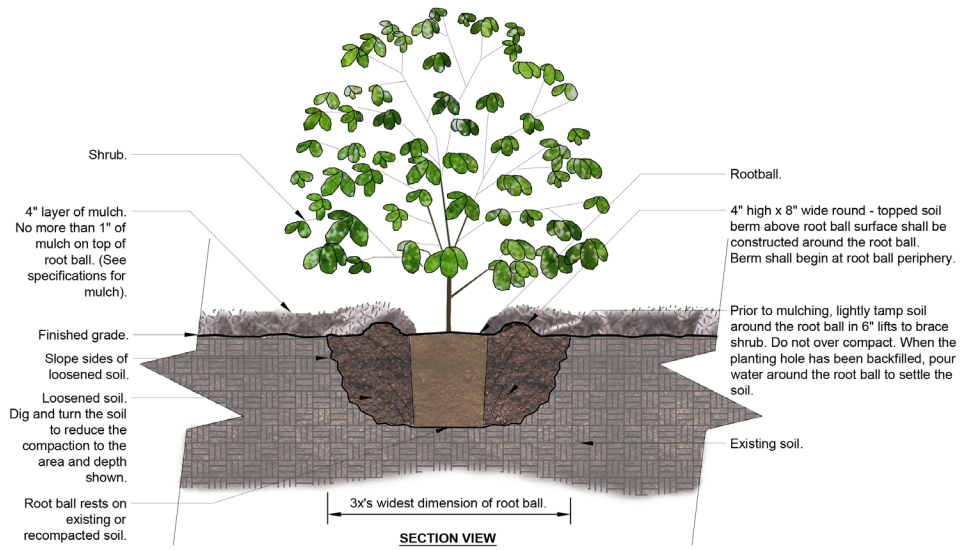 Shrub.
4" layer of mulch.
No more than 1" of
mulch on top of
root ball. (See
specifications for
mulch).
Finished grade.
Slope sides of
loosened soil.
Loosened soil.
Dig and turn the soil
to reduce the
compaction to the
area and depth
shown.
Root ball rests on
existing or
recompacted soil.
Rootball.
4" high x 8" wide round - topped soil
berm above root ball surface shall be
constructed around the root ball.
Berm shall begin at root ball periphery.
Prior to mulching, lightly tamp soil
around the root ball in 6" lifts to brace
shrub. Do not over compact. When the
planting hole has been backfilled, pour
water around the root ball to settle the
soil.
Existing soil.
3x's widest dimension of root ball.
SECTION VIEW